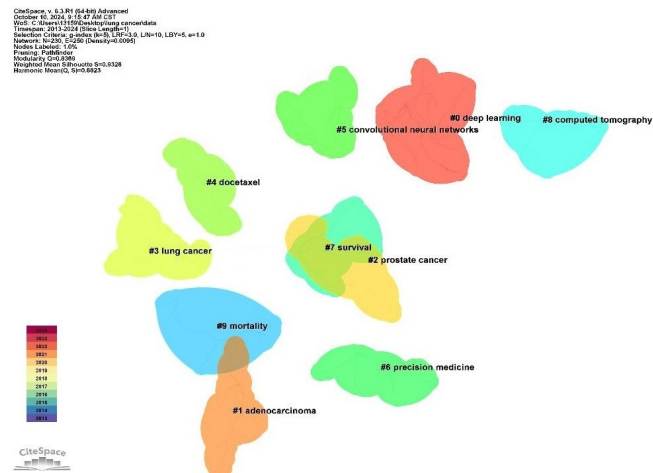 CiteSpace, v. 6.3.R1 (64-bit) Advanced
October 10, 2024, 9:15:47 AM CST
WoS: C:\Users\13159\Desktop\lung cancer\data
Timespan: 2013-2024 (Slice Length=1)
Selection Criteria: g-index (k=5), LRF=3.0, L/N=10, LBY=5, e=1.0
Network: N=230, E=250 (Density=0.0095)
Nodes Labeled: 1.0%
Pruning: Pathfinder
Modularity Q=0.8369
Weighted Mean Silhouette S=0.9328
Harmonic Mean(Q, S)=0.8823
#0 deep learning
#8 computed tomography
#5 convolutional neural networks
#4 docetaxel
#7 survival
#3 lung cancer
#2 prostate cancer
#9 mortality
#6 precision medicine
#1 adenocarcinoma
2021
2020
2019
2018
2017
2016
2015
2014
2013
CiteSpace